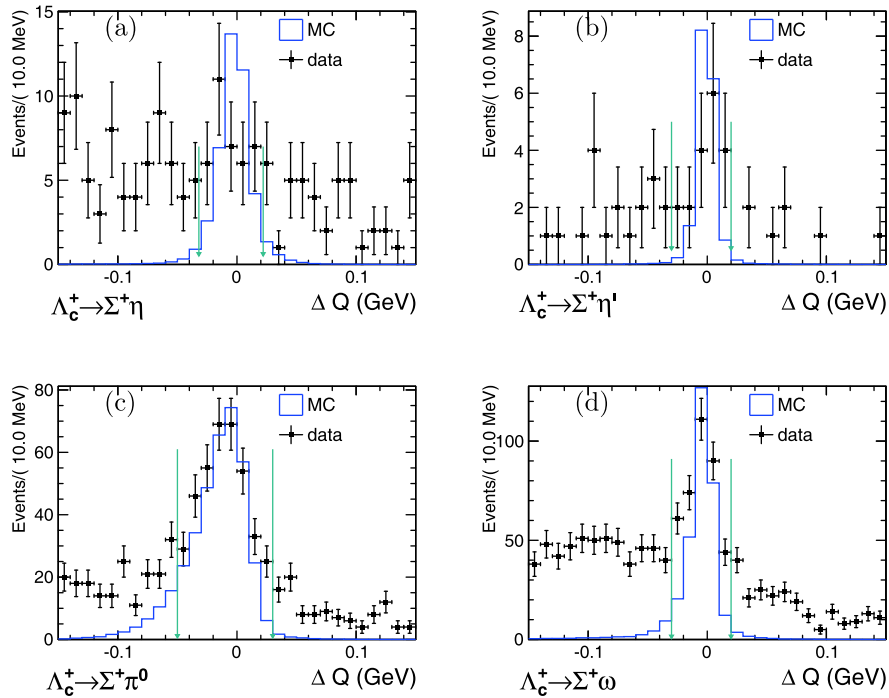 (a)
MC
data
Events/( 10.0 MeV)
15
10
5
0
-0.1 0 0.1
Λc+→Σ+η
Δ Q (GeV)
(b)
MC
data
Events/( 10.0 MeV)
8
6
4
2
0
-0.1 0 0.1
Λc+→Σ+η'
Δ Q (GeV)
(c)
MC
data
Events/( 10.0 MeV)
80
60
40
20
0
-0.1 0 0.1
Λc+→Σ+π0
Δ Q (GeV)
(d)
MC
data
Events/( 10.0 MeV)
100
50
0
-0.1 0 0.1
Λc+→Σ+ω
Δ Q (GeV)